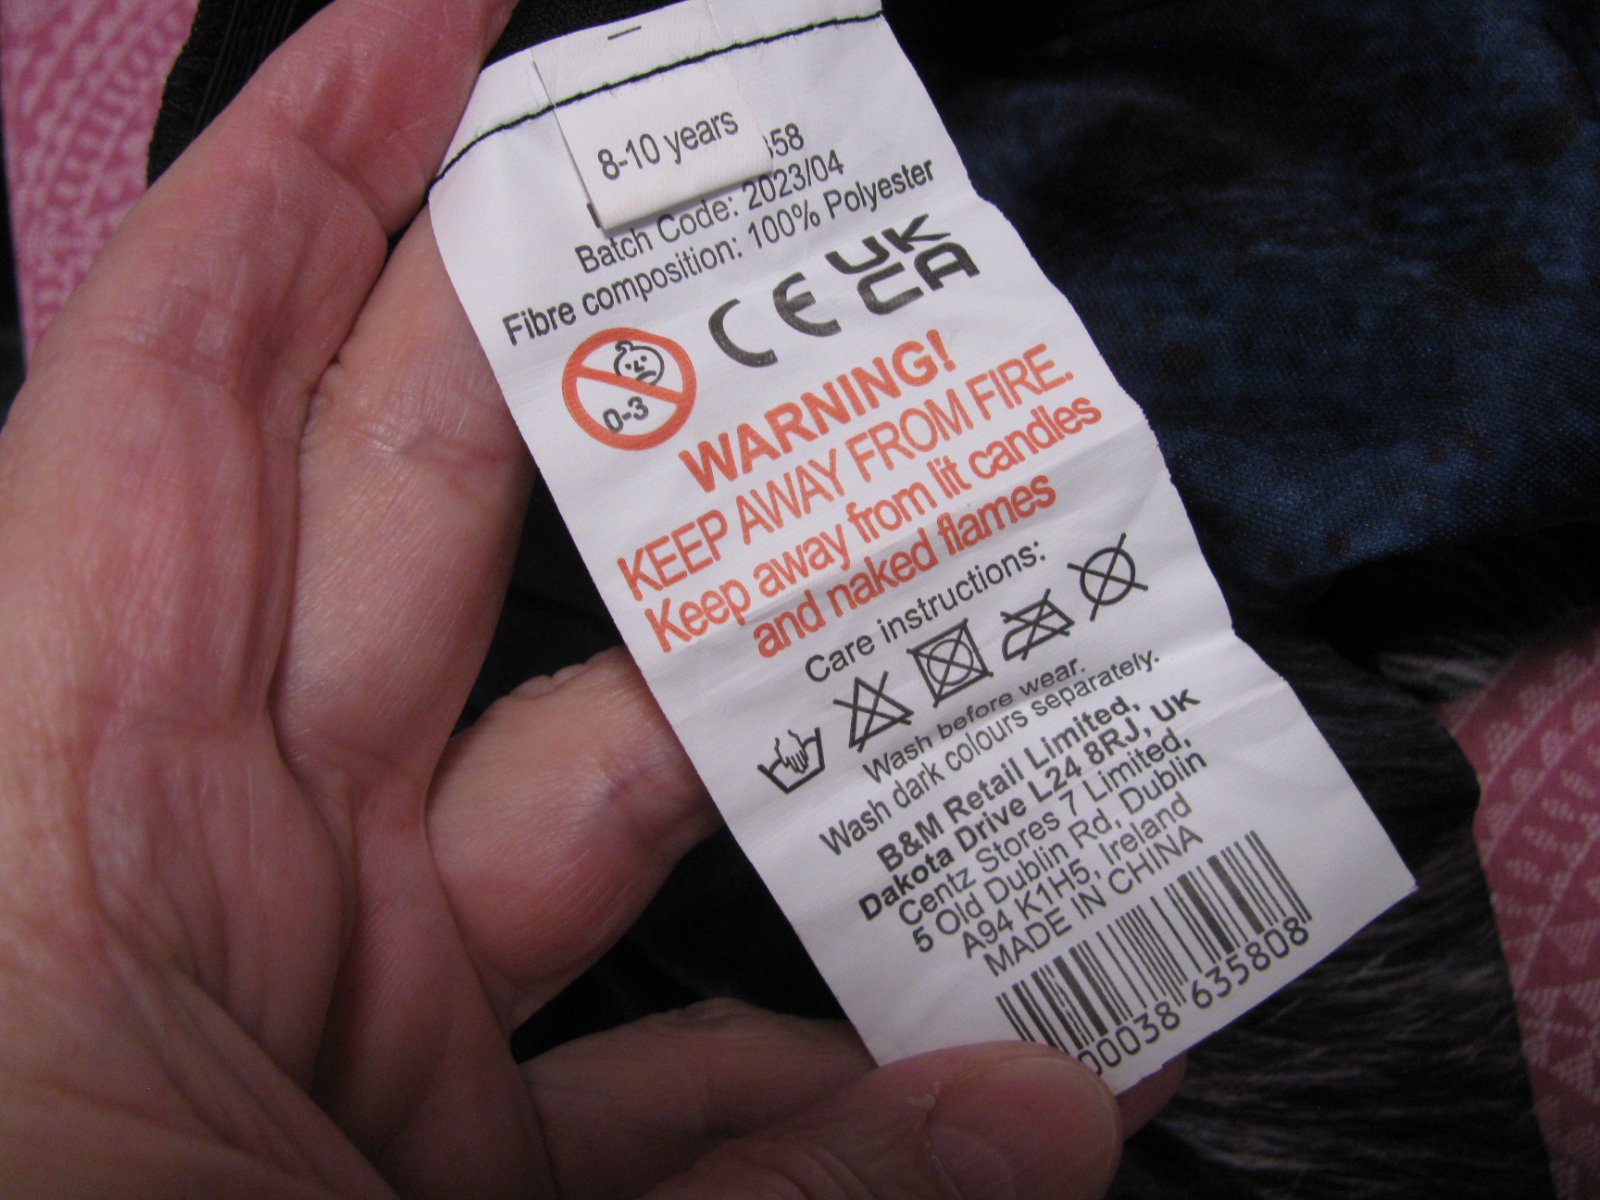 8-10 years
58
Batch Code: 2023/04
Fibre composition: 100% Polyester
CE UK
CA
0-3
WARNING!
KEEP AWAY FROM FIRE.
Keep away from lit candles
and naked flames
Care instructions:
Wash before wear.
Wash dark colours separately.
B&M Retail Limited,
Dakota Drive L24 8RJ, UK
Centz Stores 7 Limited,
5 Old Dublin Rd, Dublin
A94 K1H5, Ireland
MADE IN CHINA
00038 635808